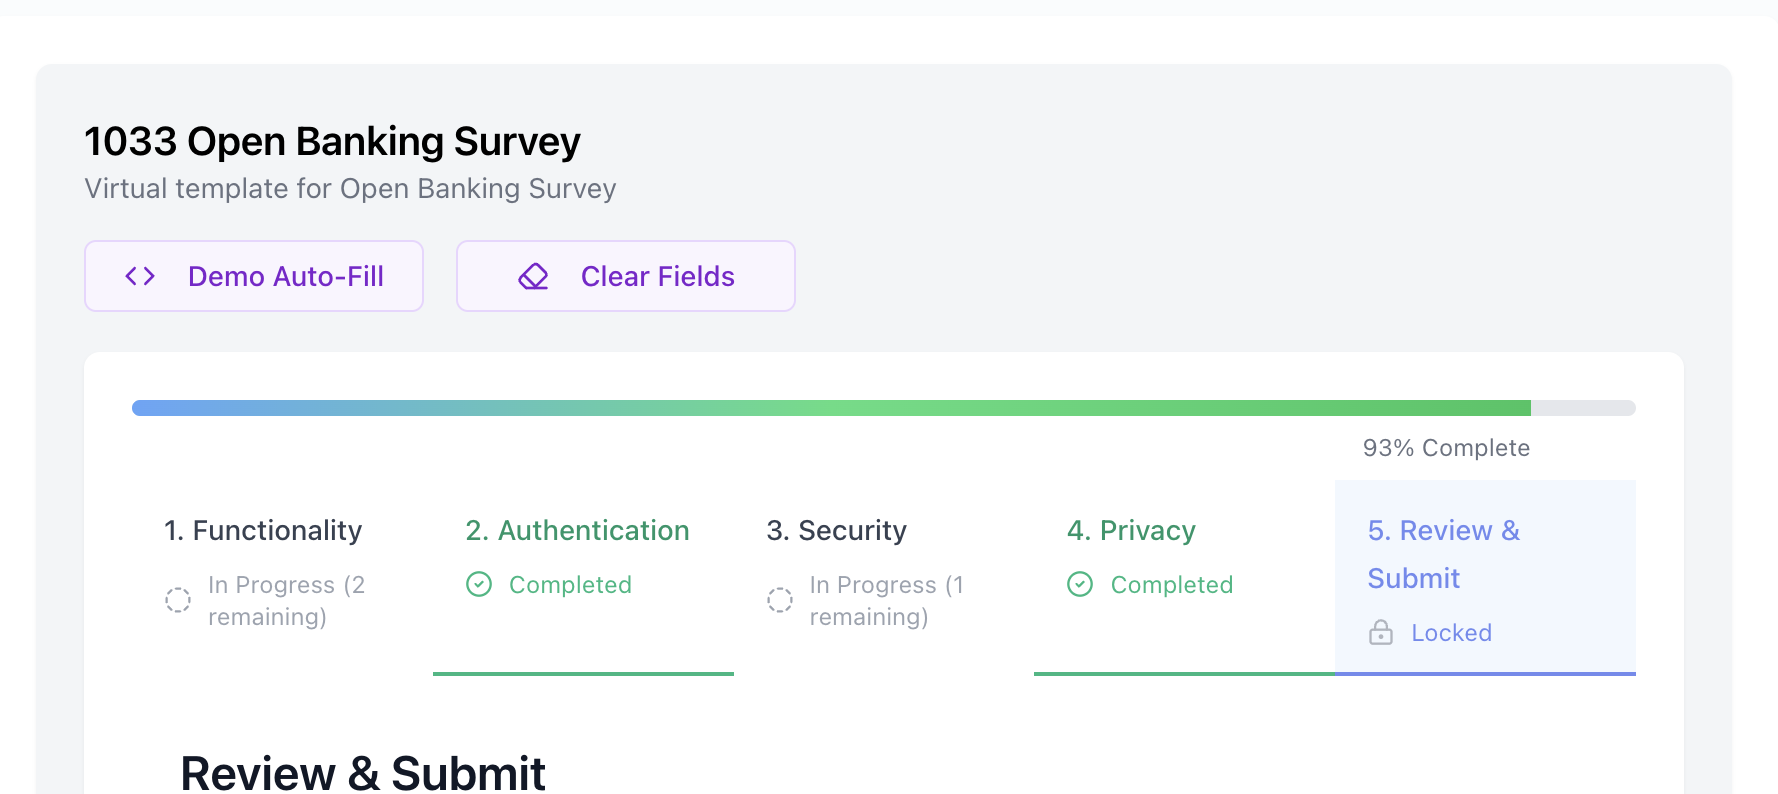 1033 Open Banking Survey
Virtual template for Open Banking Survey
Demo Auto-Fill
Clear Fields
93% Complete
1. Functionality
In Progress (2
remaining)
2. Authentication
Completed
3. Security
In Progress (1
remaining)
4. Privacy
Completed
5. Review &
Submit
Locked
Review & Submit